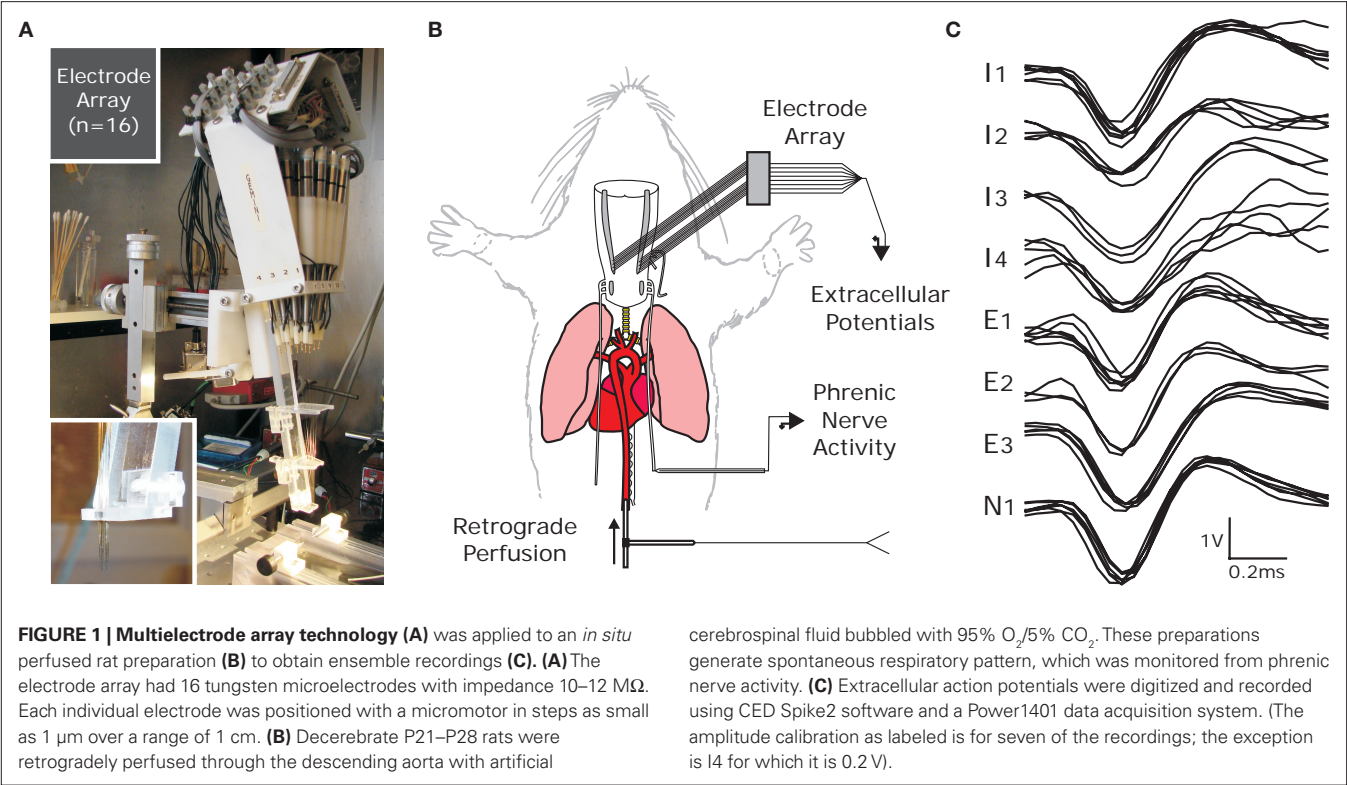 A
Electrode
Array
(n=16)
GEMINI
4 3 2 1
B
Electrode
Array
Extracellular
Potentials
Phrenic
Nerve
Activity
Retrograde
Perfusion
C
I1
I2
I3
I4
E1
E2
E3
N1
1V
0.2ms
FIGURE 1 | Multielectrode array technology (A) was applied to an in situ
perfused rat preparation (B) to obtain ensemble recordings (C). (A) The
electrode array had 16 tungsten microelectrodes with impedance 10–12 MΩ.
Each individual electrode was positioned with a micromotor in steps as small
as 1 μm over a range of 1 cm. (B) Decerebrate P21–P28 rats were
retrogradely perfused through the descending aorta with artificial
cerebrospinal fluid bubbled with 95% O2/5% CO2. These preparations
generate spontaneous respiratory pattern, which was monitored from phrenic
nerve activity. (C) Extracellular action potentials were digitized and recorded
using CED Spike2 software and a Power1401 data acquisition system. (The
amplitude calibration as labeled is for seven of the recordings; the exception
is I4 for which it is 0.2 V).